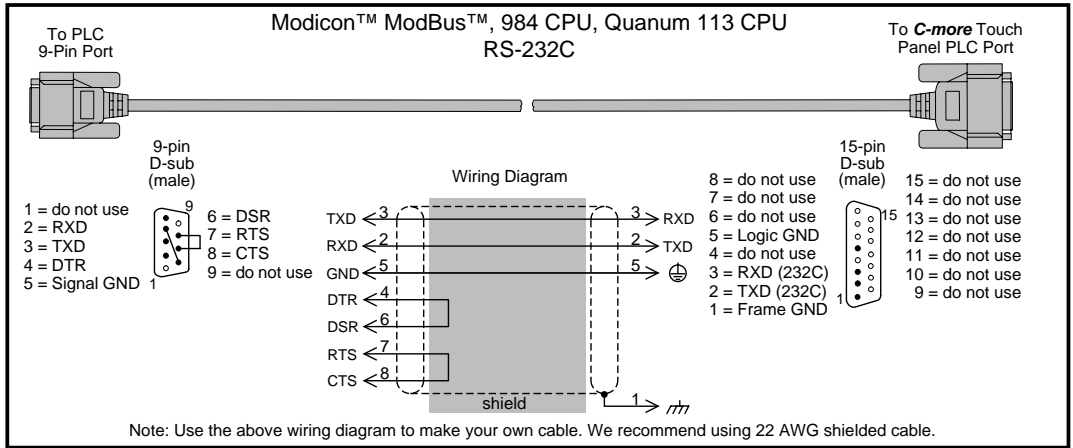 Modicon™ ModBus™, 984 CPU, Quanum 113 CPU
RS-232C
To PLC
9-Pin Port
To C-more Touch
Panel PLC Port
9-pin
D-sub
(male)
1 = do not use
2 = RXD
3 = TXD
4 = DTR
5 = Signal GND
9
1
6 = DSR
7 = RTS
8 = CTS
9 = do not use
Wiring Diagram
TXD 3 3 RXD
RXD 2 2 TXD
GND 5 5
DTR 4
DSR 6
RTS 7
CTS 8
shield
1
8 = do not use
7 = do not use
6 = do not use
5 = Logic GND
4 = do not use
3 = RXD (232C)
2 = TXD (232C)
1 = Frame GND
15-pin
D-sub
(male)
15
1
15 = do not use
14 = do not use
13 = do not use
12 = do not use
11 = do not use
10 = do not use
9 = do not use
Note: Use the above wiring diagram to make your own cable. We recommend using 22 AWG shielded cable.